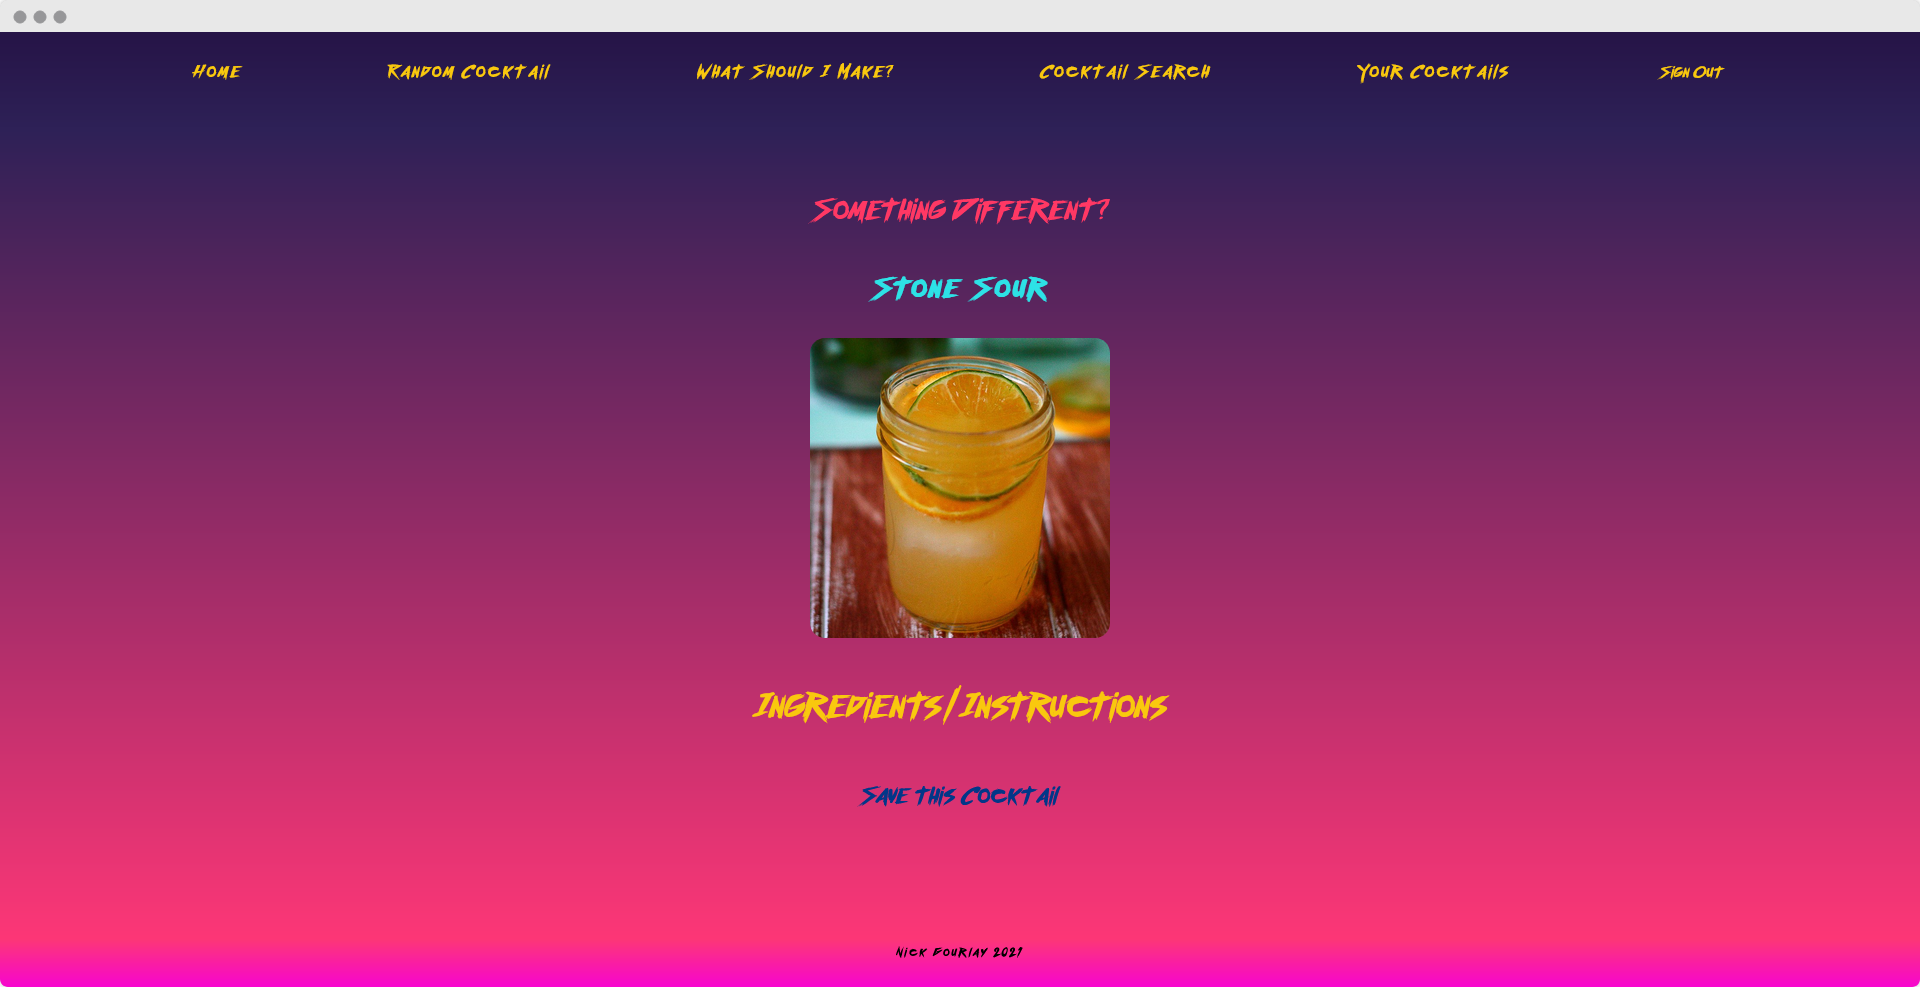 Home
Random Cocktail
What Should I Make?
Cocktail Search
Your Cocktails
Sign Out
Something Different?
Stone Sour
Ingredients/Instructions
Save this Cocktail
Nick Gourlay 2021